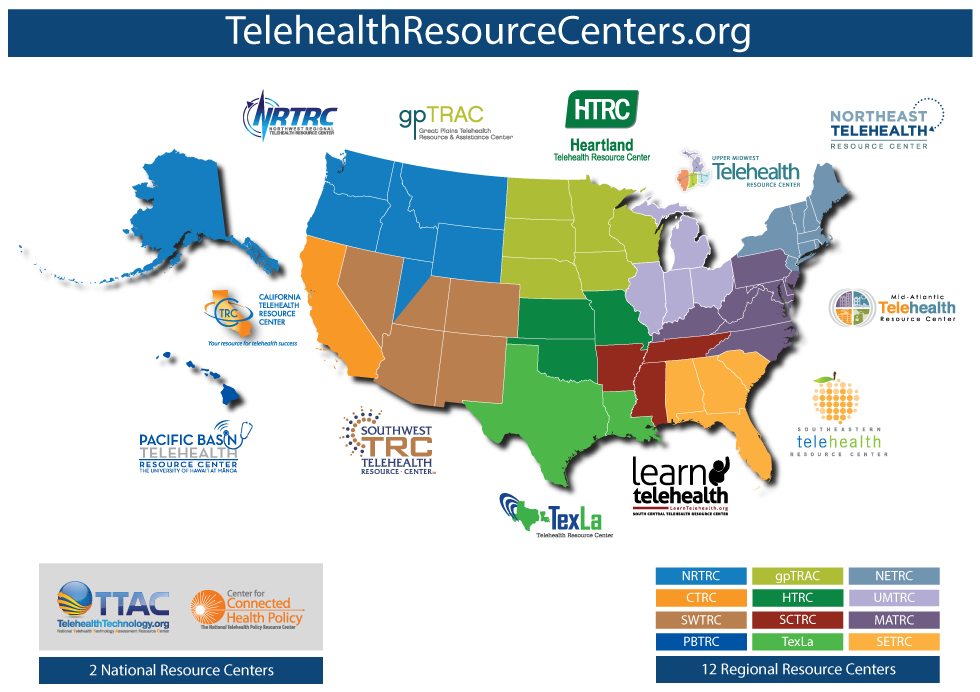 TelehealthResourceCenters.org
NRTRC
NORTHWEST REGIONAL
TELEHEALTH RESOURCE CENTER
gpTRAC
Great Plains Telehealth
Resource & Assistance Center
HTRC
Heartland
Telehealth Resource Center
UPPER MIDWEST
Telehealth
RESOURCE CENTER
NORTHEAST
TELEHEALTH
RESOURCE CENTER
TRC
CALIFORNIA
TELEHEALTH
RESOURCE
CENTER
Your resource for telehealth success
Mid-Atlantic
Telehealth
Resource Center
PACIFIC BASIN
TELEHEALTH
RESOURCE CENTER
THE UNIVERSITY OF HAWAI'I AT MĀNOA
SOUTHWEST
TRC
TELEHEALTH
RESOURCE · CENTER
SOUTHEASTERN
telehealth
RESOURCE CENTER
learn
telehealth
LearnTelehealth.org
SOUTH CENTRAL TELEHEALTH RESOURCE CENTER
TexLa
Telehealth Resource Center
TTAC
TelehealthTechnology.org
National Telehealth Technology Assessment Resource Center
Center for
Connected
Health Policy
The National Telehealth Policy Resource Center
2 National Resource Centers
NRTRC gpTRAC NETRC
CTRC HTRC UMTRC
SWTRC SCTRC MATRC
PBTRC TexLa SETRC
12 Regional Resource Centers